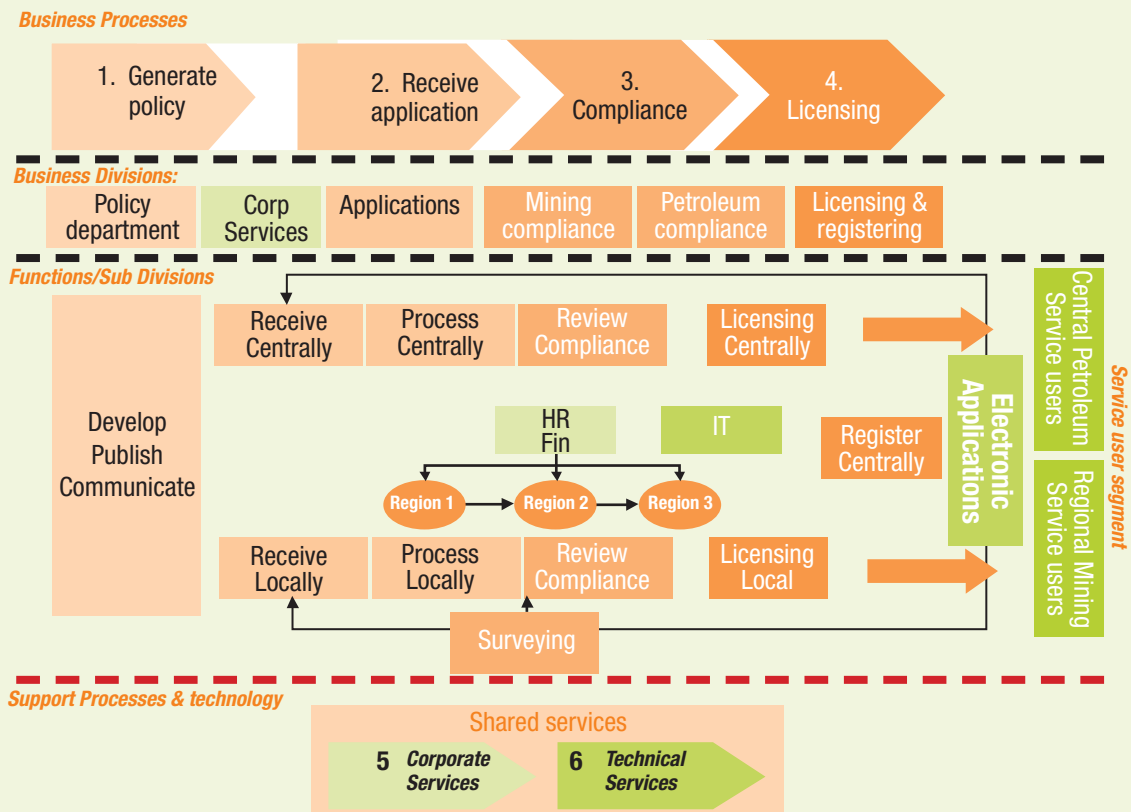 Business Processes
1. Generate
policy
2. Receive
application
3.
Compliance
4.
Licensing
Business Divisions:
Policy
department
Corp
Services
Applications
Mining
compliance
Petroleum
compliance
Licensing &
registering
Functions/Sub Divisions
Develop
Publish
Communicate
Receive
Centrally
Process
Centrally
Review
Compliance
Licensing
Centrally
HR
Fin
IT
Register
Centrally
Region 1
Region 2
Region 3
Receive
Locally
Process
Locally
Review
Compliance
Licensing
Local
Surveying
Electronic
Applications
Central Petroleum
Service users
Regional Mining
Service users
Service user segment
Support Processes & technology
Shared services
5 Corporate
Services
6 Technical
Services